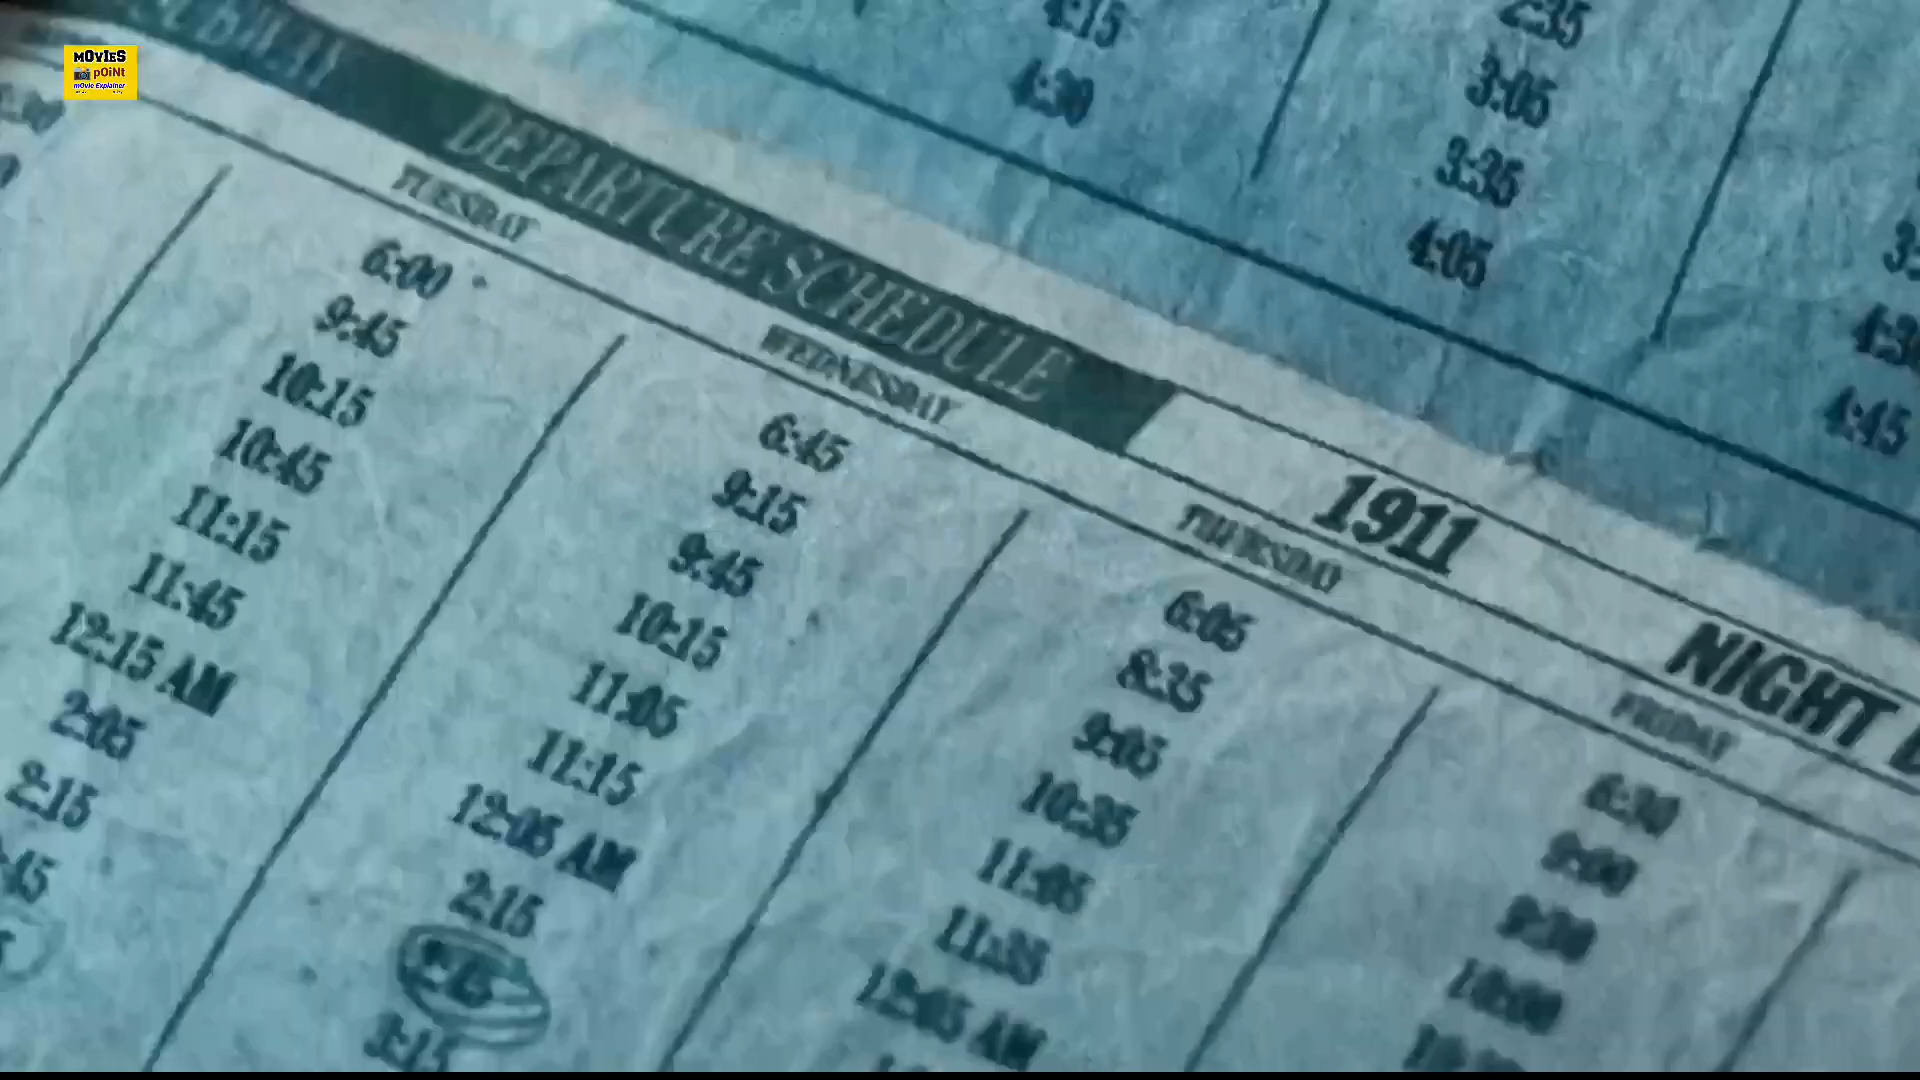 MOVIES
pOiNt
mOvie Explainer
4:15
4:30
2:35
3:05
3:35
4:05
4:45
DEPARTURE SCHEDULE
1911
NIGHT
TUESDAY
6:00
9:45
10:15
10:45
11:15
11:45
12:15 AM
2:05
2:15
WEDNESDAY
6:45
9:15
9:45
10:15
11:05
11:15
12:05 AM
2:15
3:15
THURSDAY
6:05
8:35
9:05
10:35
11:05
11:35
12:05 AM
FRIDAY
6:30
9:00
9:30
10:00